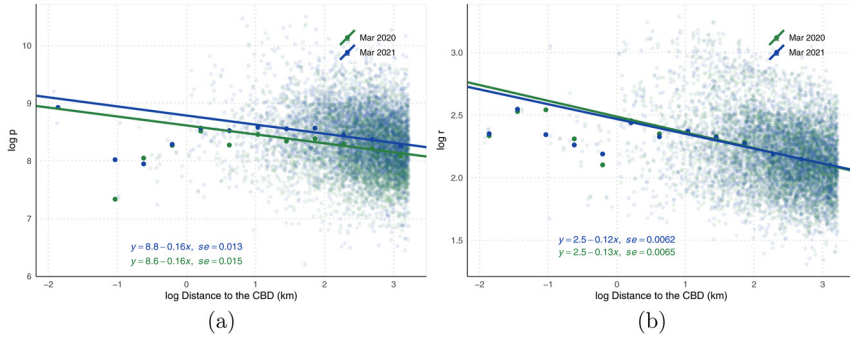 10
9
8
7
6
log p
−2
−1
0
1
2
3
log Distance to the CBD (km)
Mar 2020
Mar 2021
y = 8.8 − 0.16x, se = 0.013
y = 8.6 − 0.16x, se = 0.015
(a)
3.0
2.5
2.0
1.5
log r
−2
−1
0
1
2
3
log Distance to the CBD (km)
Mar 2020
Mar 2021
y = 2.5 − 0.12x, se = 0.0062
y = 2.5 − 0.13x, se = 0.0065
(b)